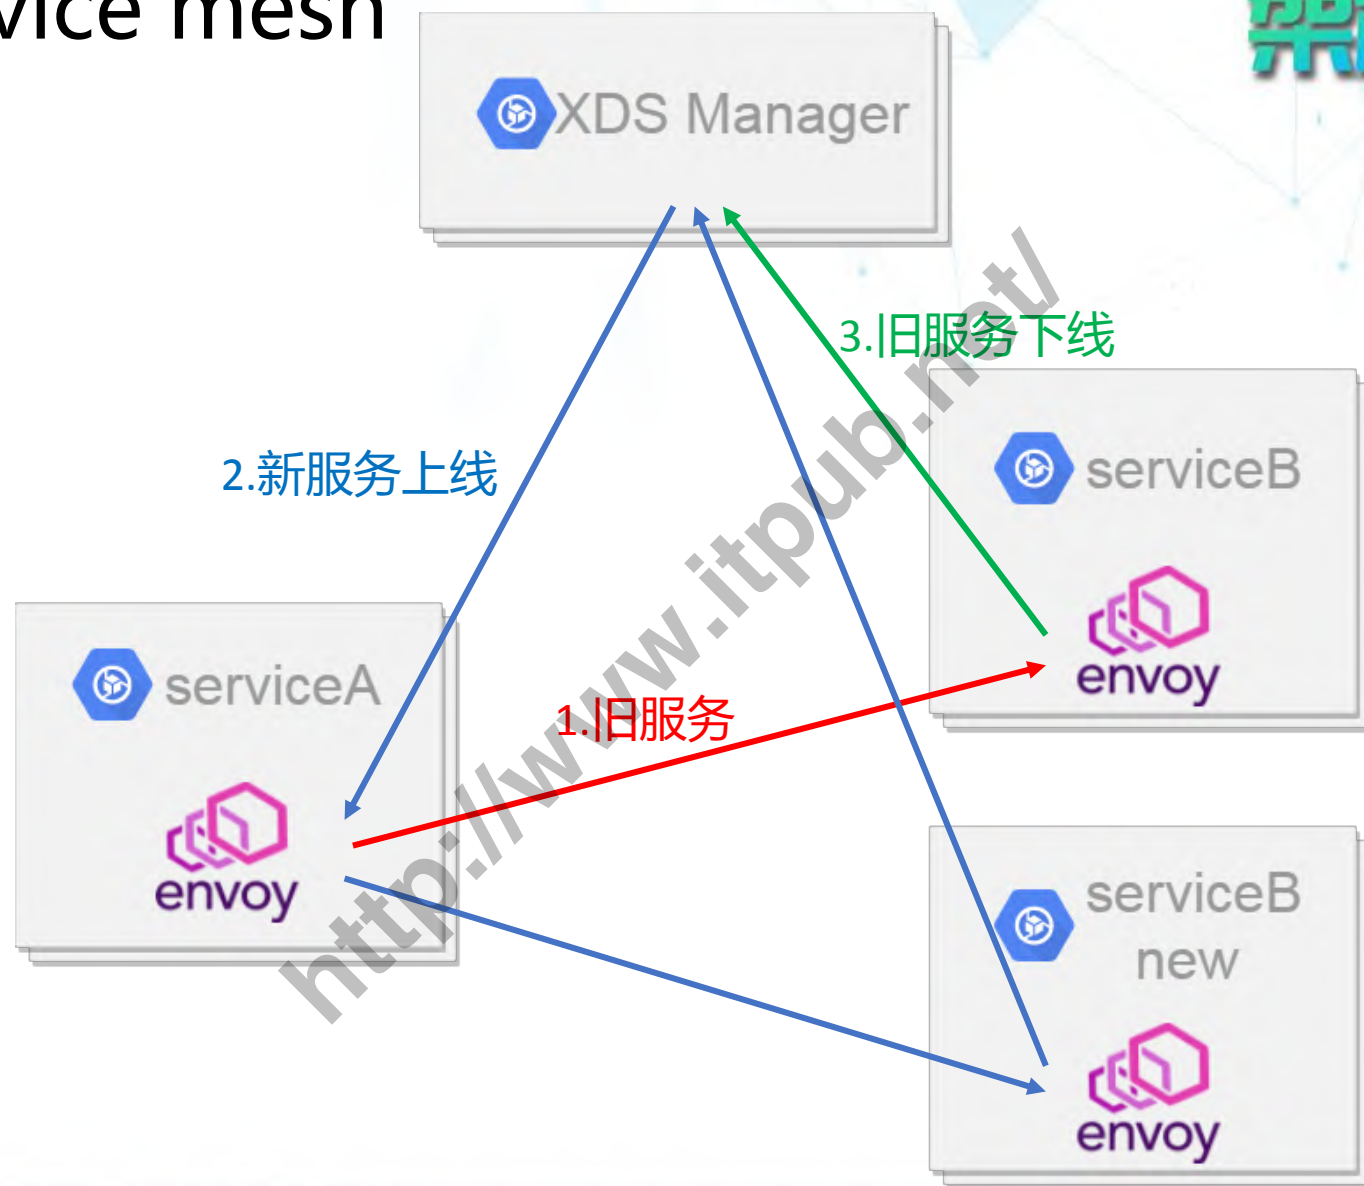 vice mesh
XDS Manager
3.旧服务下线
serviceB
2.新服务上线
envoy
serviceA
1.旧服务
envoy
serviceB
new
envoy
http://www.itpub.net/